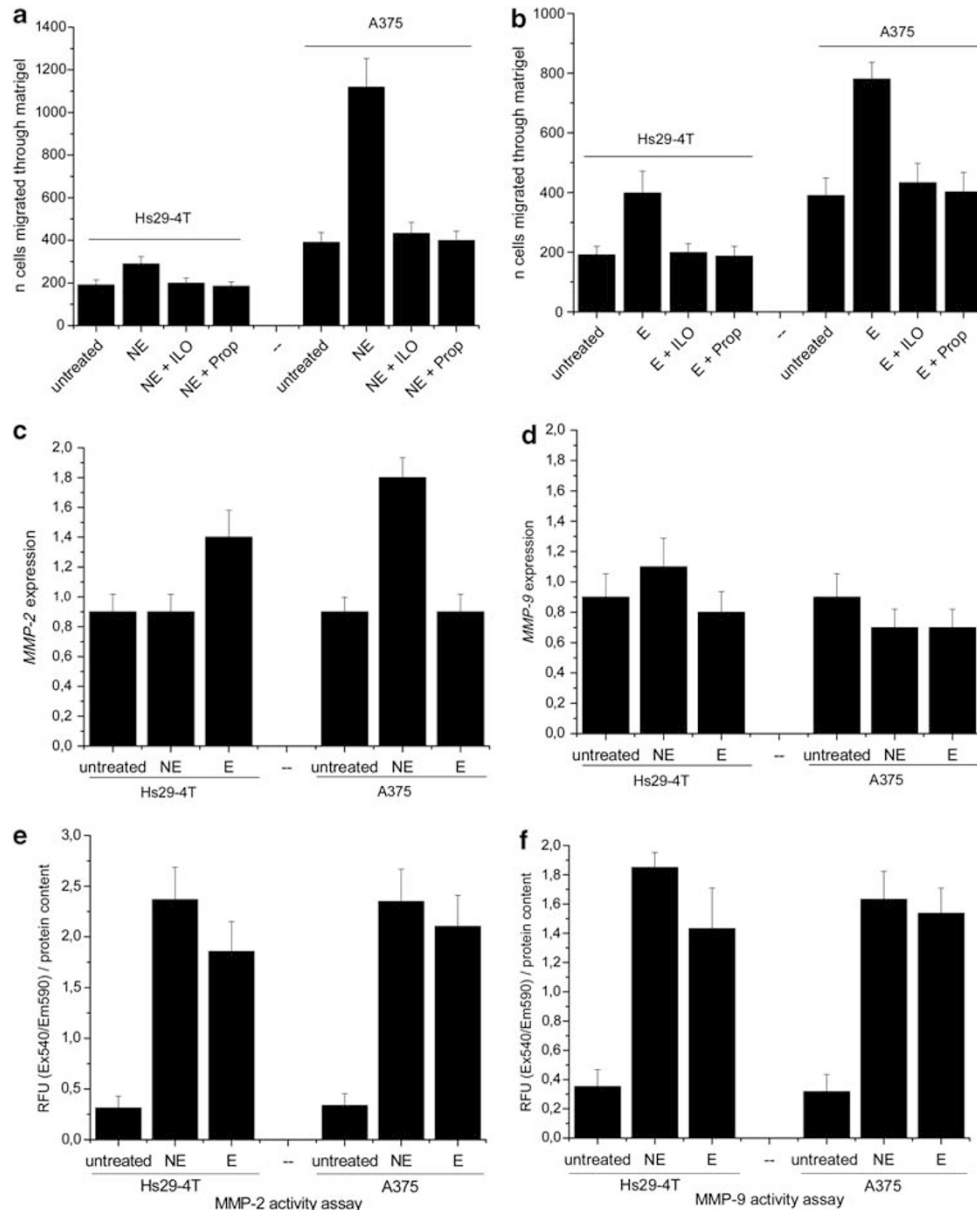 a
n cells migrated through matrigel
1400
1200
1000
800
600
400
200
0
Hs29-4T
A375
untreated
NE
NE + ILO
NE + Prop
--
untreated
NE
NE + ILO
NE + Prop
b
n cells migrated through matrigel
1000
800
600
400
200
0
Hs29-4T
A375
untreated
E
E + ILO
E + Prop
--
untreated
E
E + ILO
E + Prop
c
MMP-2 expression
2,0
1,8
1,6
1,4
1,2
1,0
0,8
0,6
0,4
0,2
0,0
untreated NE E -- untreated NE E
Hs29-4T A375
d
MMP-9 expression
2,0
1,8
1,6
1,4
1,2
1,0
0,8
0,6
0,4
0,2
0,0
untreated NE E -- untreated NE E
Hs29-4T A375
e
RFU (Ex540/Em590) / protein content
3,0
2,5
2,0
1,5
1,0
0,5
0,0
untreated NE E -- untreated NE E
Hs29-4T A375
MMP-2 activity assay
f
RFU (Ex540/Em590) / protein content
2,0
1,8
1,6
1,4
1,2
1,0
0,8
0,6
0,4
0,2
0,0
untreated NE E -- untreated NE E
Hs29-4T A375
MMP-9 activity assay